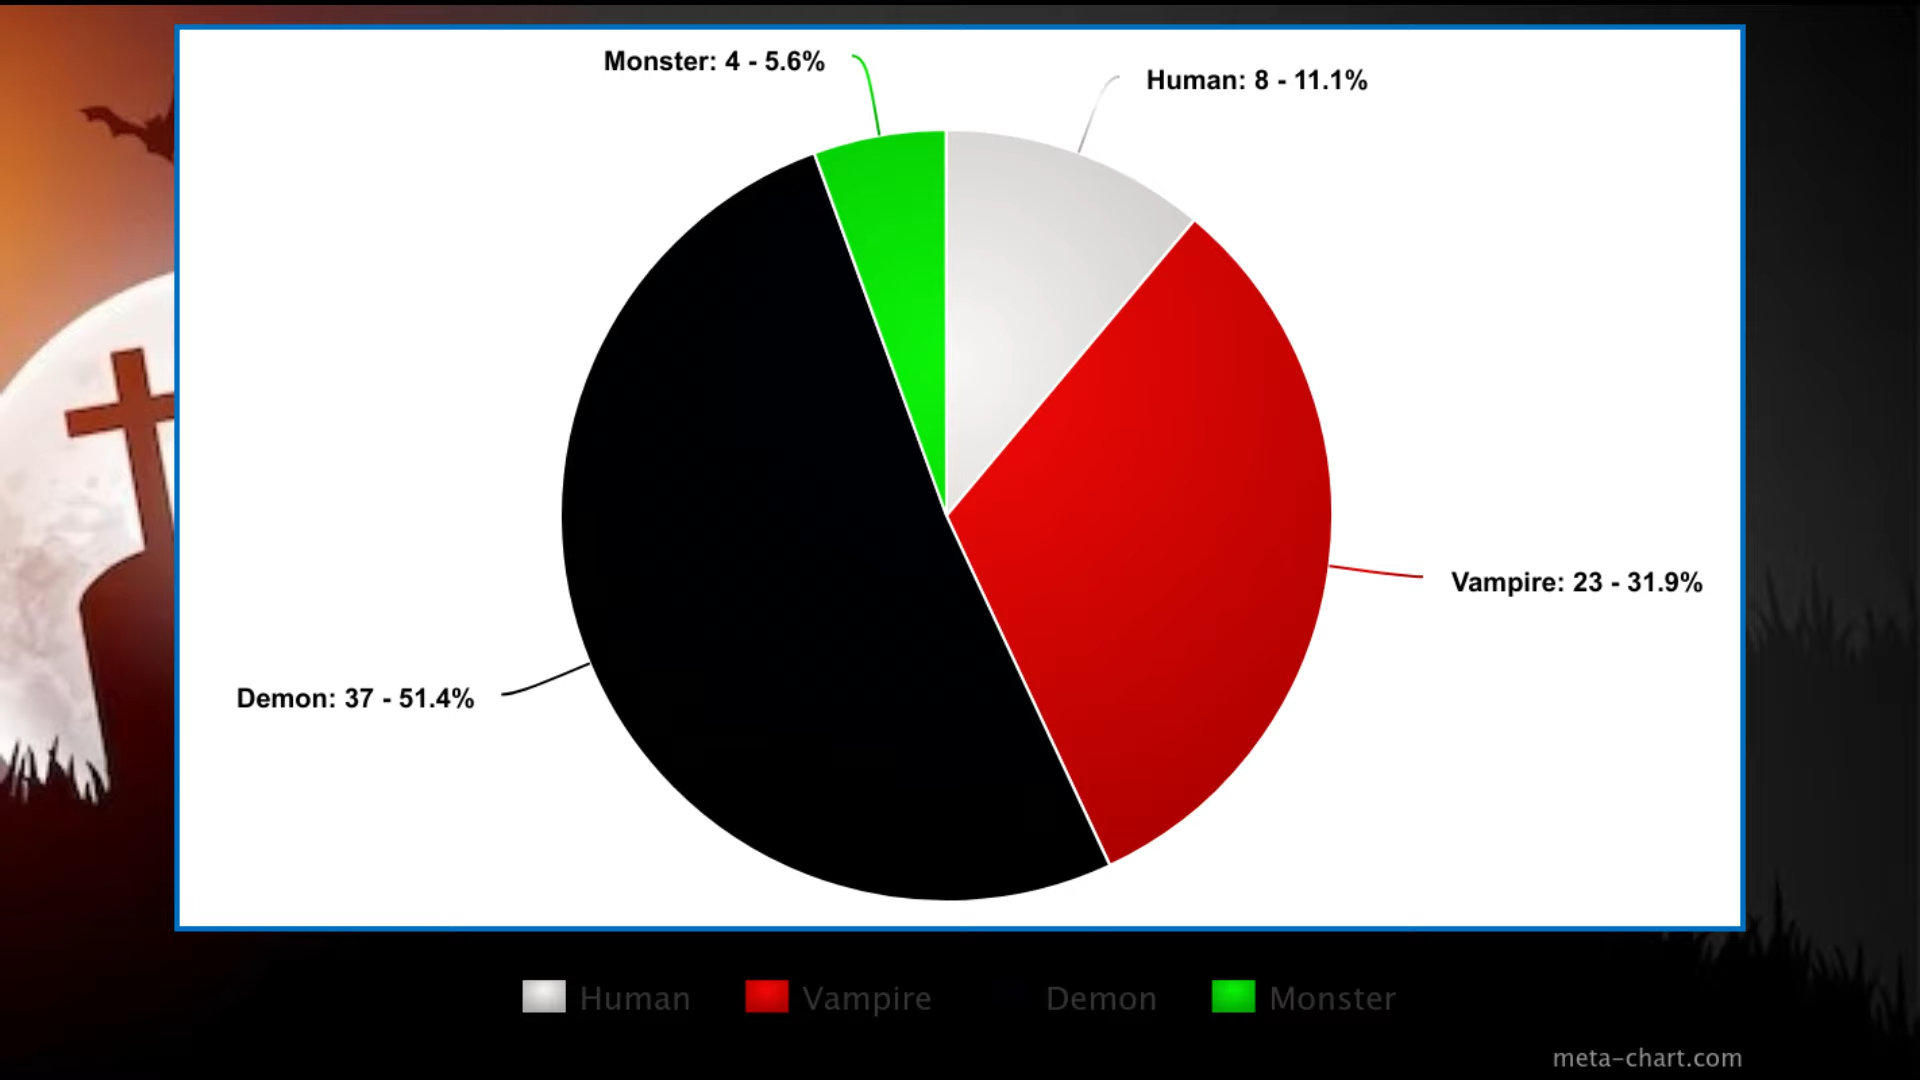 Monster: 4 - 5.6%
Human: 8 - 11.1%
Vampire: 23 - 31.9%
Demon: 37 - 51.4%
Human
Vampire
Demon
Monster
meta-chart.com